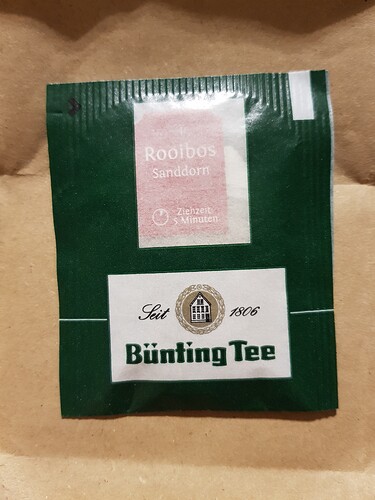 Rooibos
Sanddorn
Ziehzeit
5 Minuten
Seit 1806
Bünting Tee